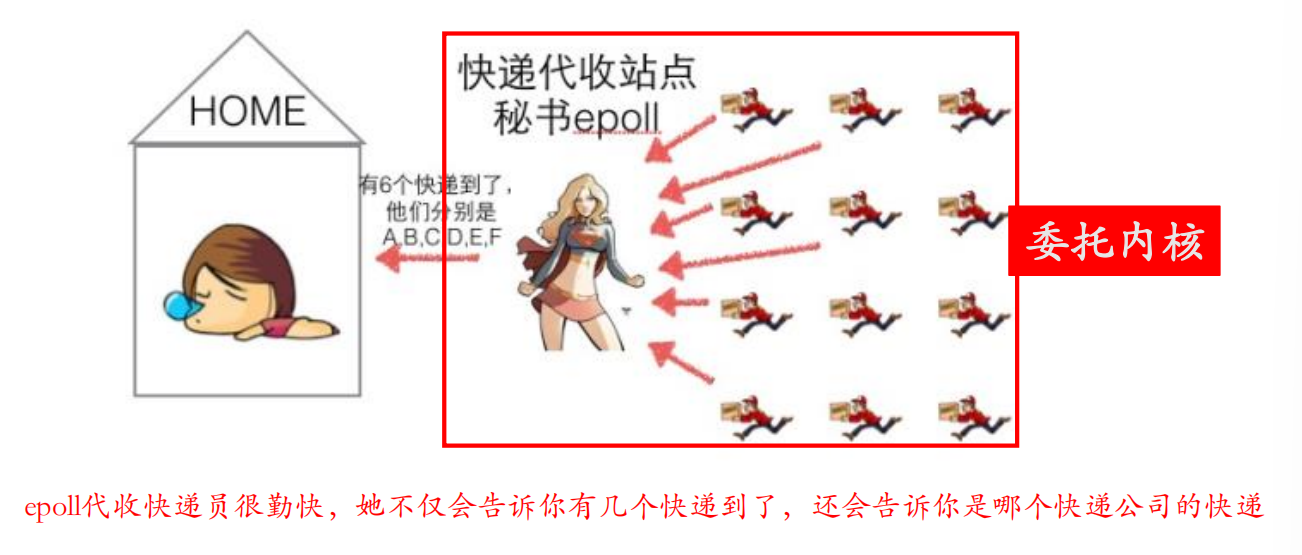 HOME
快递代收站点
秘书epoll
有6个快递到了，
他们分别是
A,B,C,D,E,F
委托内核
epoll代收快递员很勤快，她不仅会告诉你有几个快递到了，还会告诉你是哪个快递公司的快递